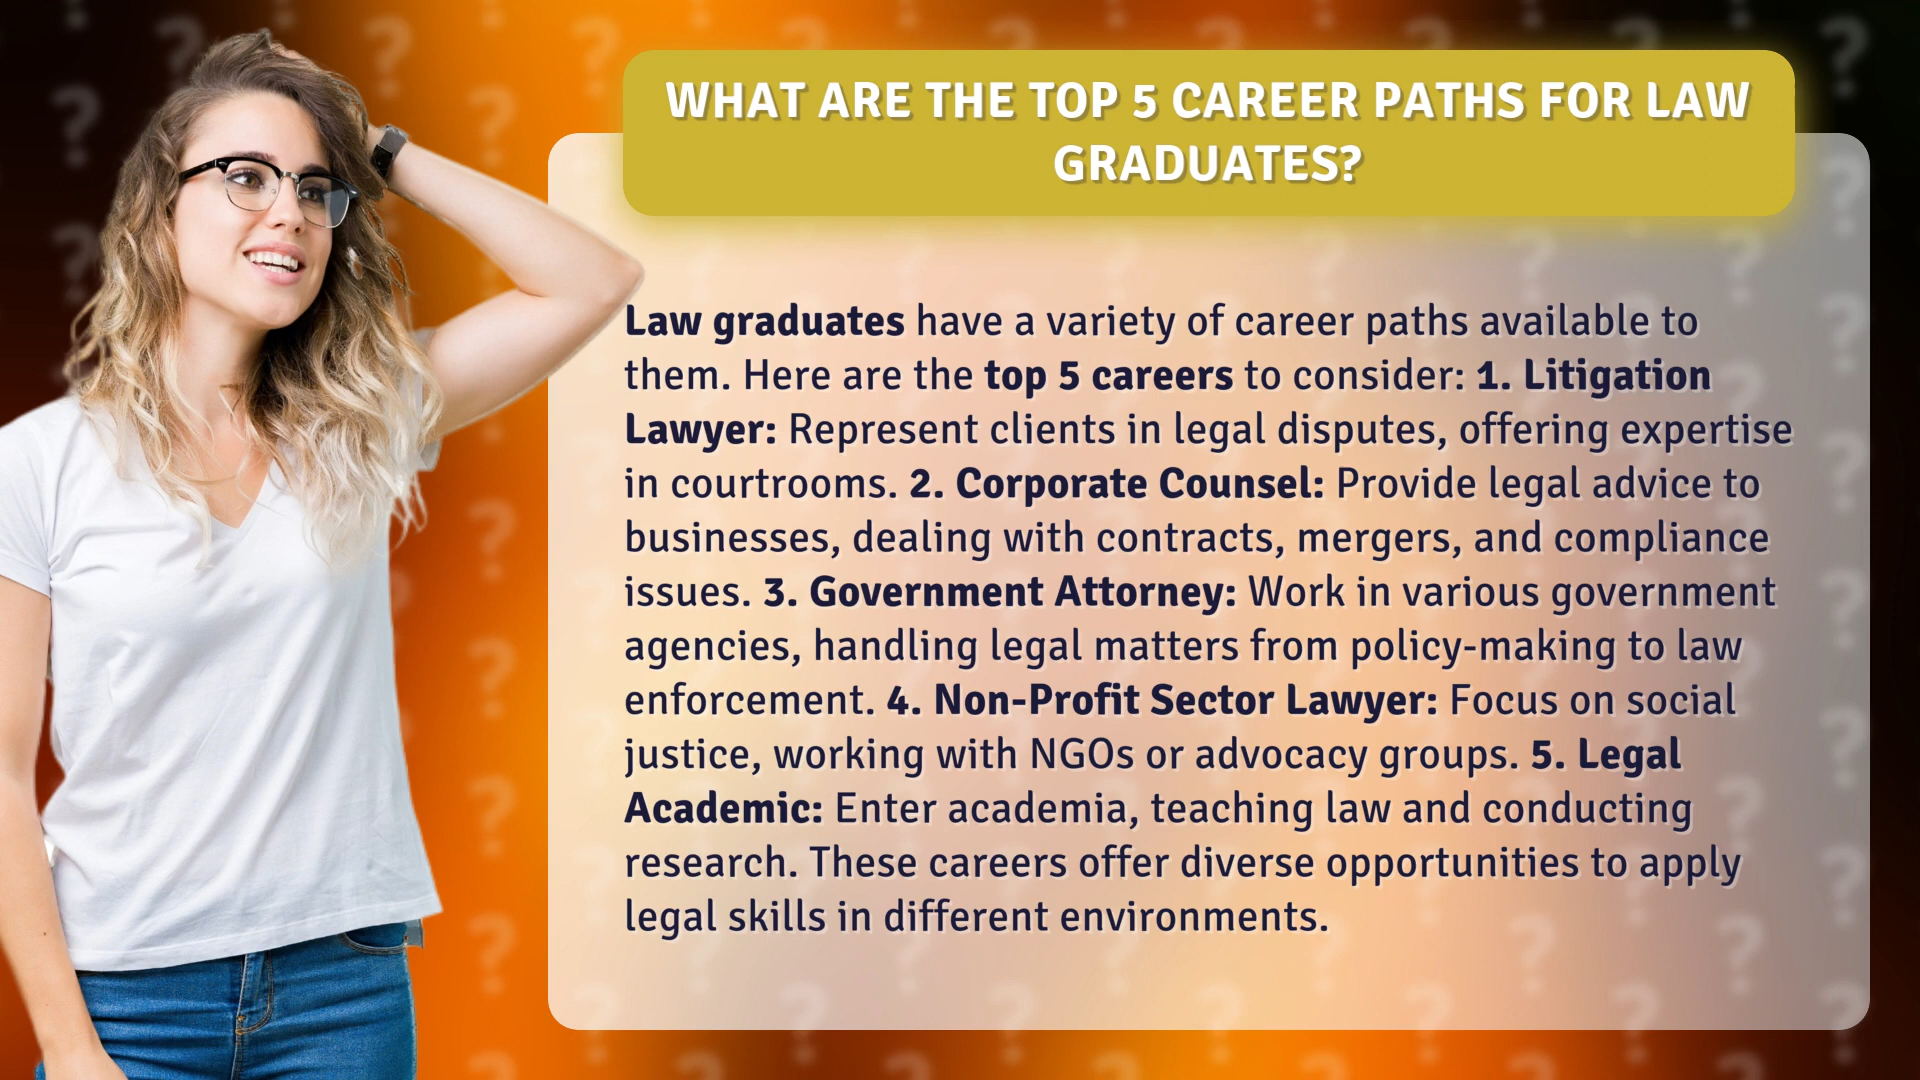 WHAT ARE THE TOP 5 CAREER PATHS FOR LAW
GRADUATES?
Law graduates have a variety of career paths available to
them. Here are the top 5 careers to consider: 1. Litigation
Lawyer: Represent clients in legal disputes, offering expertise
in courtrooms. 2. Corporate Counsel: Provide legal advice to
businesses, dealing with contracts, mergers, and compliance
issues. 3. Government Attorney: Work in various government
agencies, handling legal matters from policy-making to law
enforcement. 4. Non-Profit Sector Lawyer: Focus on social
justice, working with NGOs or advocacy groups. 5. Legal
Academic: Enter academia, teaching law and conducting
research. These careers offer diverse opportunities to apply
legal skills in different environments.